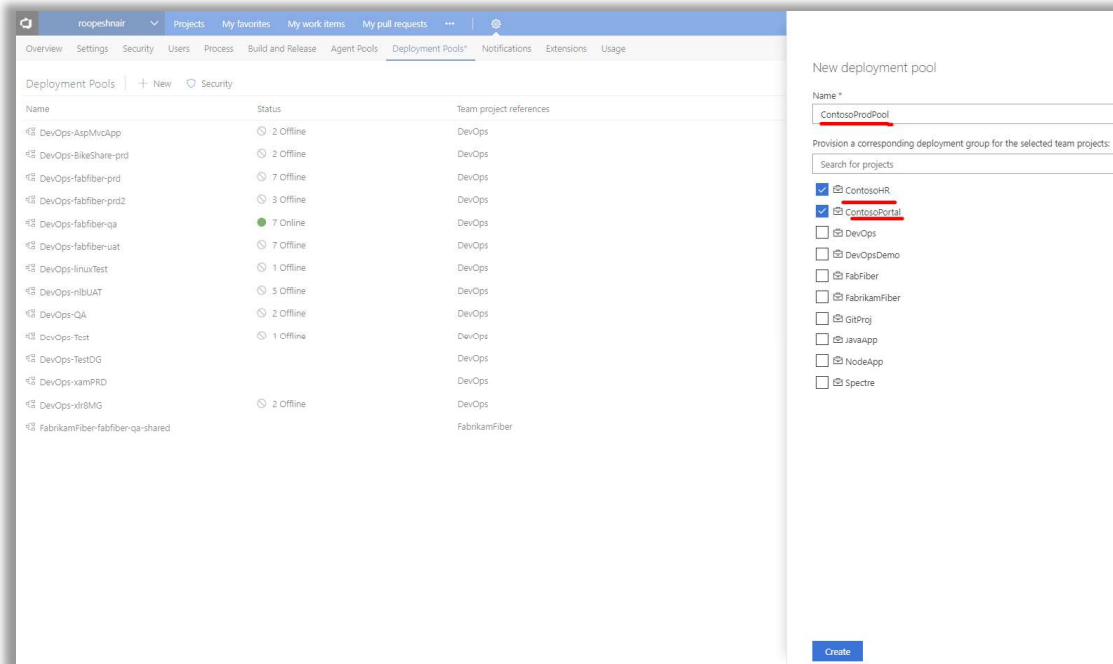 roopeshnair Projects My favorites My work items My pull requests ···
Overview Settings Security Users Process Build and Release Agent Pools Deployment Pools* Notifications Extensions Usage
Deployment Pools + New Security
Name Status Team project references
DevOps-AspMvcApp 2 Offline DevOps
DevOps-BikeShare-prd 2 Offline DevOps
DevOps-fabfiber-prd 7 Offline DevOps
DevOps-fabfiber-prd2 3 Offline DevOps
DevOps-fabfiber-qa 7 Online DevOps
DevOps-fabfiber-uat 7 Offline DevOps
DevOps-linuxTest 1 Offline DevOps
DevOps-nlbUAT 5 Offline DevOps
DevOps-QA 2 Offline DevOps
DevOps-Test 1 Offline DevOps
DevOps-TestDG DevOps
DevOps-xamPRD DevOps
DevOps-xlr8MG 2 Offline DevOps
FabrikamFiber-fabfiber-qa-shared FabrikamFiber
New deployment pool
Name *
ContosoProdPool
Provision a corresponding deployment group for the selected team projects:
Search for projects
ContosoHR
ContosoPortal
DevOps
DevOpsDemo
FabFiber
FabrikamFiber
GitProj
JavaApp
NodeApp
Spectre
Create